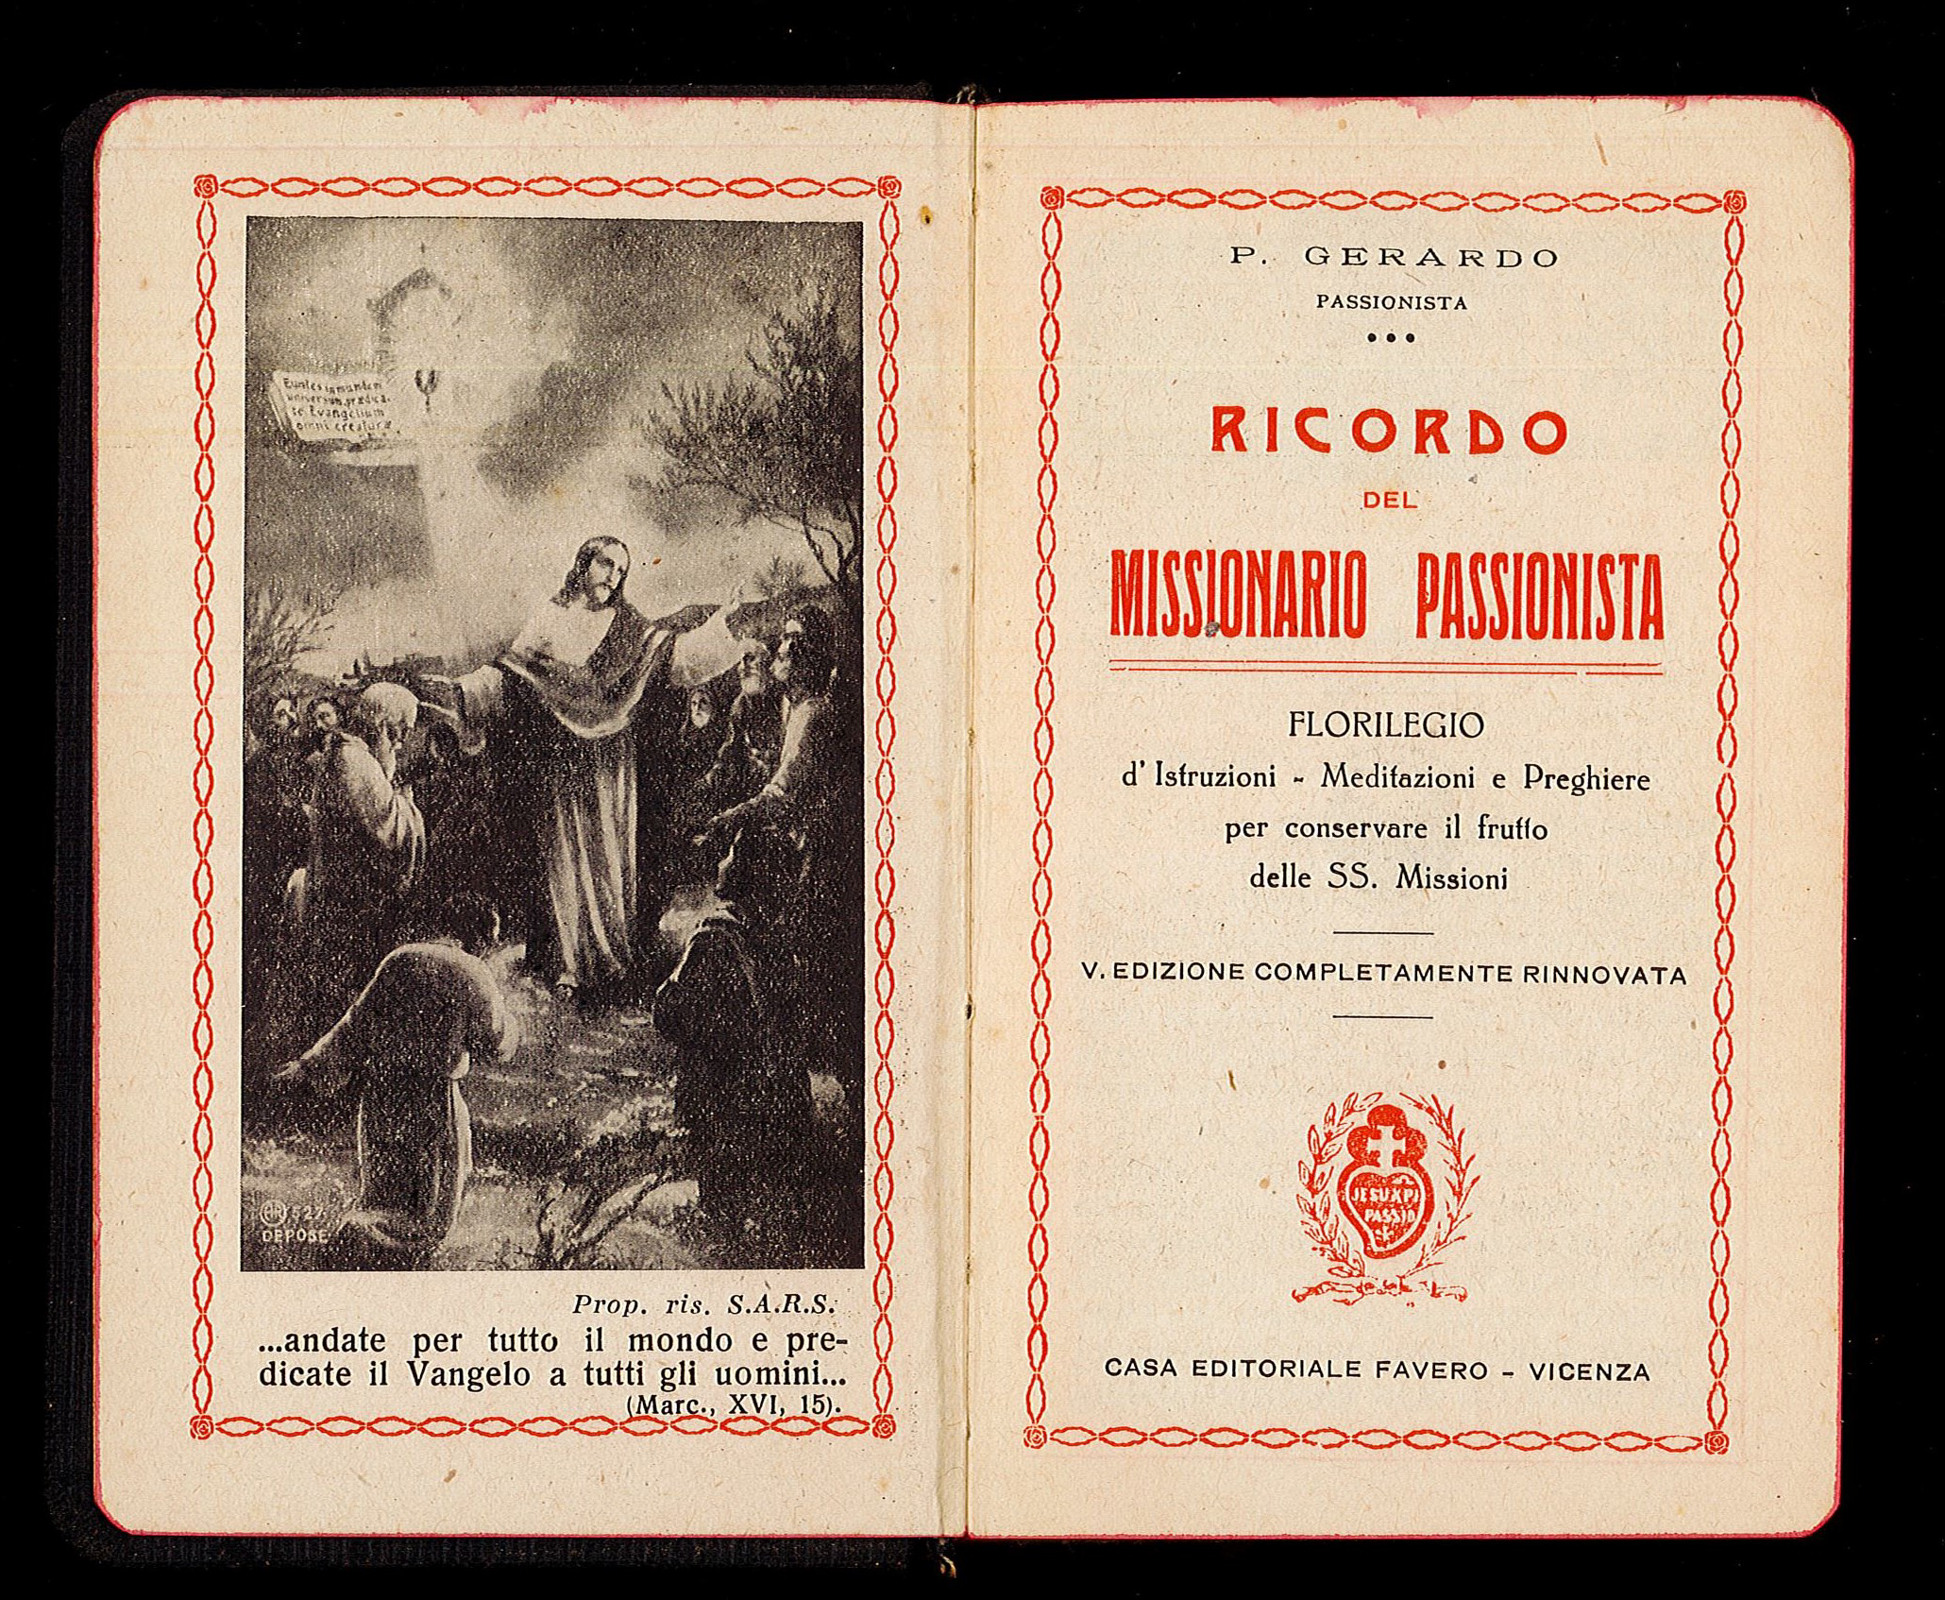 Euntes in mundum
universum, prædica-
te Evangelium
omni creaturæ
527
DEPOSE
Prop. ris. S.A.R.S.
...andate per tutto il mondo e pre-
dicate il Vangelo a tutti gli uomini...
(Marc., XVI, 15).
P. GERARDO
PASSIONISTA
•••
RICORDO
DEL
MISSIONARIO PASSIONISTA
FLORILEGIO
d' Istruzioni - Meditazioni e Preghiere
per conservare il frutto
delle SS. Missioni
V. EDIZIONE COMPLETAMENTE RINNOVATA
JESU XPI
PASSIO
CASA EDITORIALE FAVERO - VICENZA